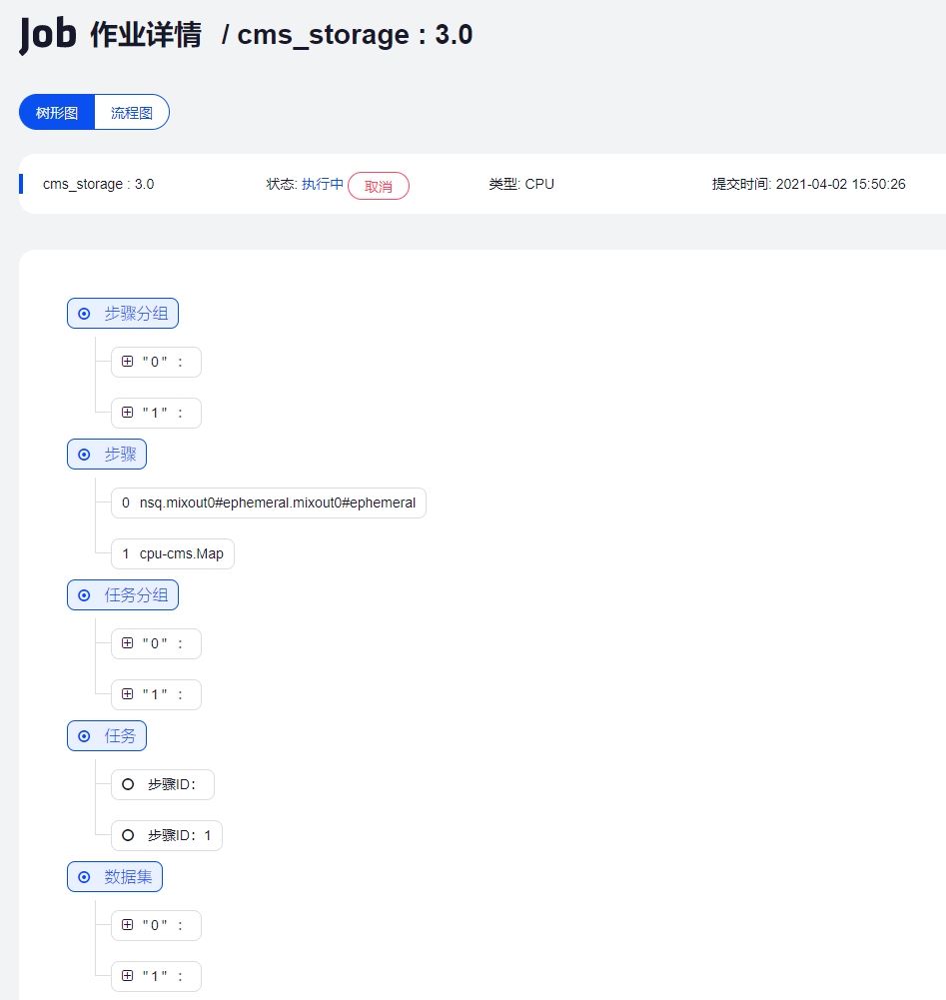 Job 作业详情 / cms_storage : 3.0
树形图 流程图
cms_storage : 3.0 状态: 执行中 取消 类型: CPU 提交时间: 2021-04-02 15:50:26
步骤分组
"0" :
"1" :
步骤
0 nsq.mixout0#ephemeral.mixout0#ephemeral
1 cpu-cms.Map
任务分组
"0" :
"1" :
任务
步骤ID：
步骤ID：1
数据集
"0" :
"1" :